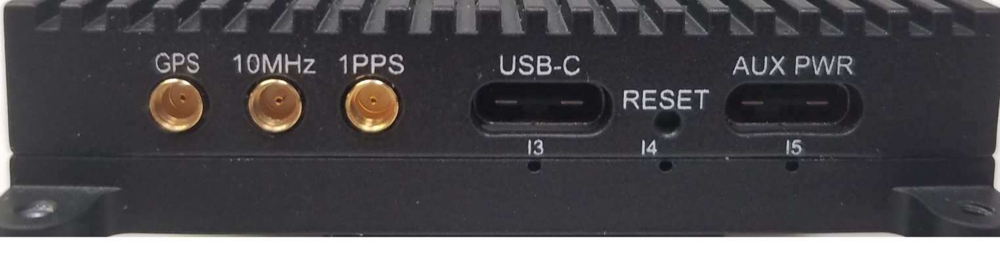 GPS 10MHz 1PPS USB-C AUX PWR
RESET
I3 I4 I5